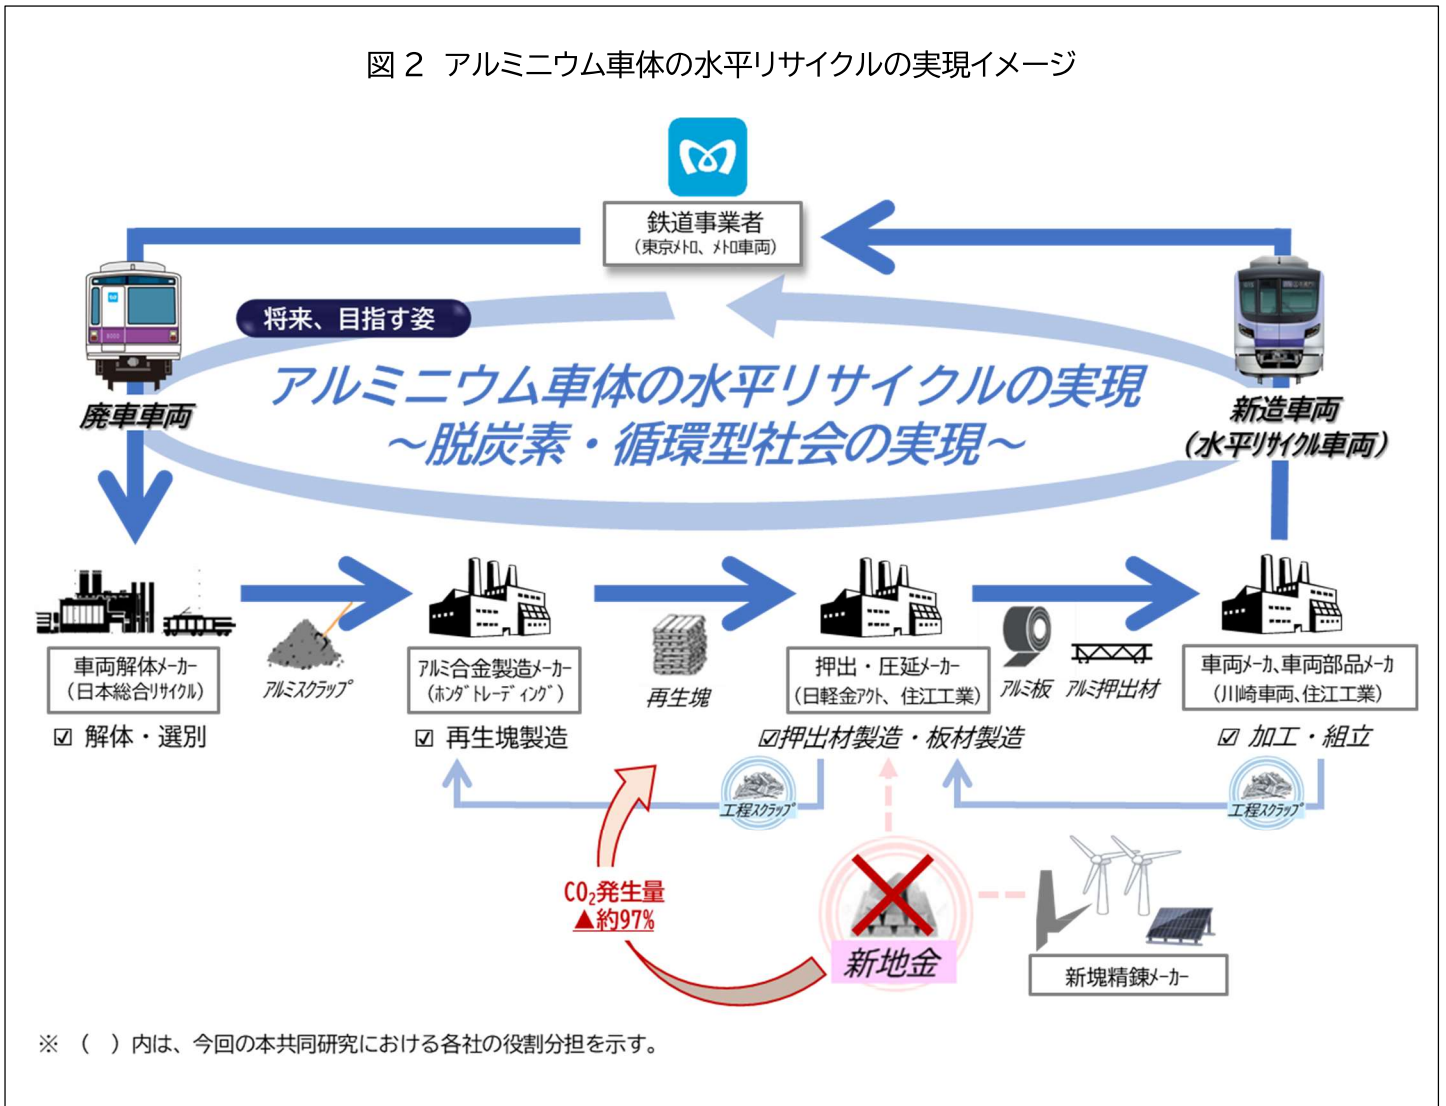 図２ アルミニウム車体の水平リサイクルの実現イメージ
鉄道事業者
（東京ﾒﾄﾛ、ﾒﾄﾛ車両）
将来、目指す姿
アルミニウム車体の水平リサイクルの実現
～脱炭素・循環型社会の実現～
廃車車両
新造車両
（水平ﾘｻｲｸﾙ車両）
車両解体ﾒｰｶｰ
（日本総合ﾘｻｲｸﾙ）
☑ 解体・選別
ｱﾙﾐｽｸﾗｯﾌﾟ
ｱﾙﾐ合金製造ﾒｰｶｰ
（ﾎﾝﾀﾞﾄﾚｰﾃﾞｨﾝｸﾞ）
☑ 再生塊製造
再生塊
押出・圧延ﾒｰｶｰ
（日軽金ｱｸﾄ、住江工業）
☑押出材製造・板材製造
ｱﾙﾐ板
ｱﾙﾐ押出材
車両ﾒｰｶ、車両部品ﾒｰｶ
（川崎車両、住江工業）
☑ 加工・組立
工程ｽｸﾗｯﾌﾟ
工程ｽｸﾗｯﾌﾟ
CO₂発生量
▲約97%
新地金
新塊精錬ﾒｰｶｰ
※ （ ）内は、今回の本共同研究における各社の役割分担を示す。